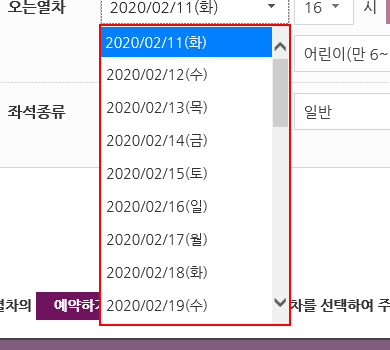 오는열차 2020/02/11(화) 16 시
2020/02/11(화)
어린이(만 6~
2020/02/12(수)
2020/02/13(목)
좌석종류 일반
2020/02/14(금)
2020/02/15(토)
2020/02/16(일)
2020/02/17(월)
2020/02/18(화)
2020/02/19(수)
열차의 예약하기 차를 선택하여 주